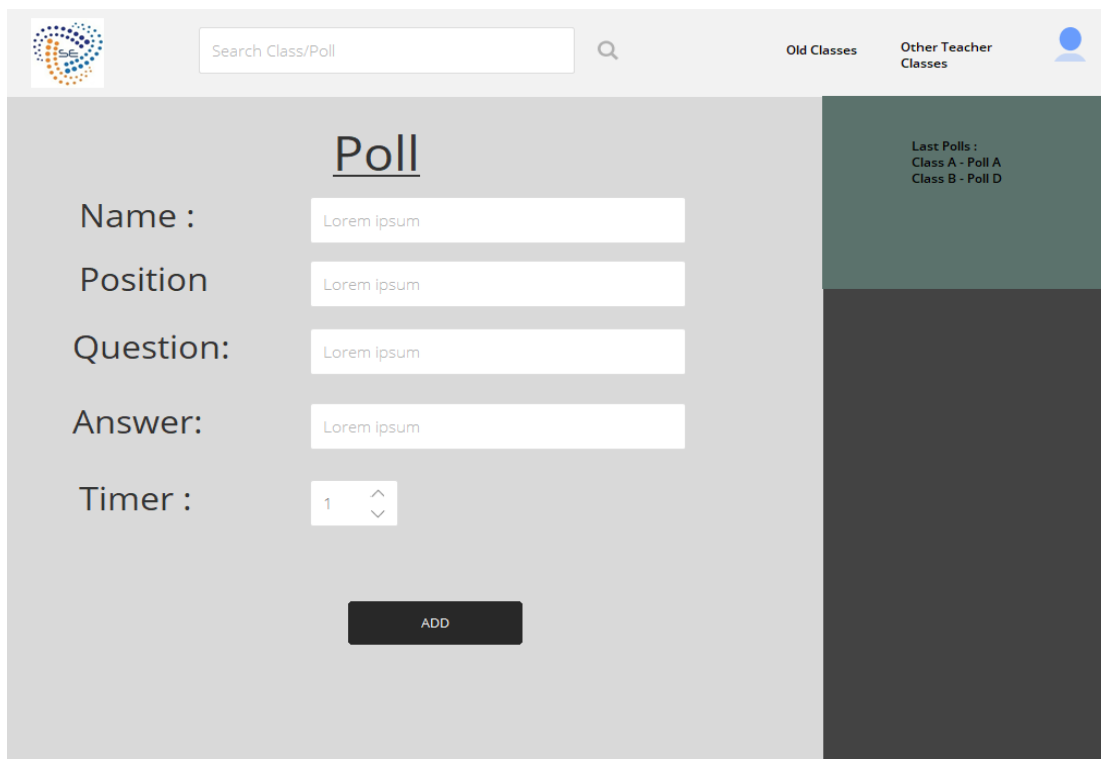 SE
Search Class/Poll
Old Classes
Other Teacher
Classes
Poll
Last Polls :
Class A - Poll A
Class B - Poll D
Name :
Lorem ipsum
Position
Lorem ipsum
Question:
Lorem ipsum
Answer:
Lorem ipsum
Timer :
1
ADD